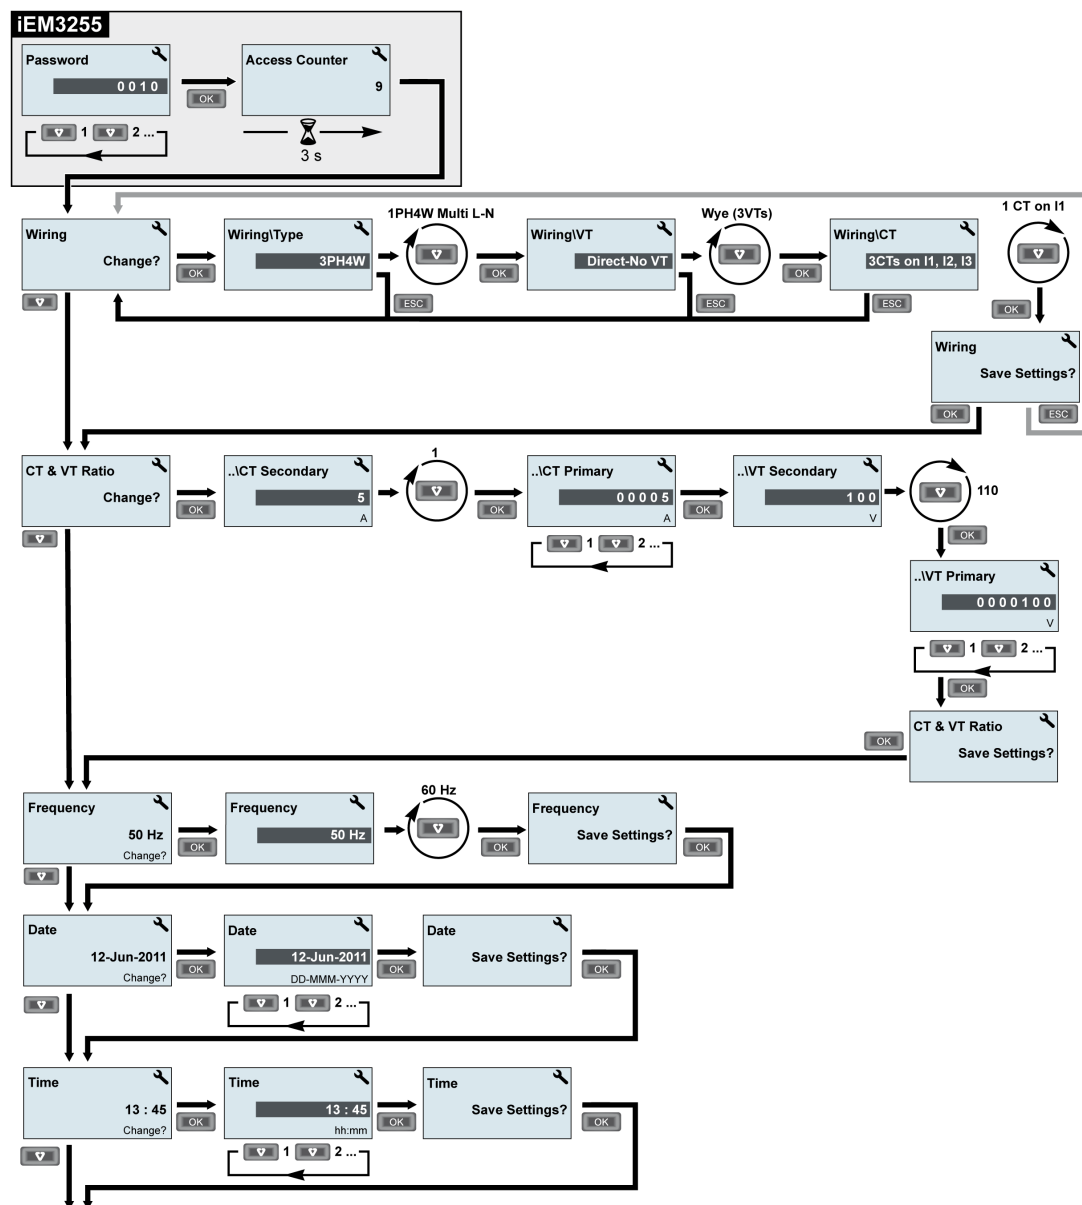 iEM3255
Password
0010
OK
1
2 ...
Access Counter
9
3 s
Wiring
Change?
OK
Wiring\Type
3PH4W
ESC
1PH4W Multi L-N
OK
Wiring\VT
Direct-No VT
ESC
Wye (3VTs)
OK
Wiring\CT
3CTs on I1, I2, I3
ESC
1 CT on I1
OK
Wiring
Save Settings?
OK
ESC
CT & VT Ratio
Change?
OK
..\CT Secondary
5
A
1
OK
..\CT Primary
00005
A
1
2 ...
OK
..\VT Secondary
100
V
110
OK
..\VT Primary
0000100
V
1
2 ...
OK
CT & VT Ratio
Save Settings?
OK
Frequency
50 Hz
Change?
OK
Frequency
50 Hz
60 Hz
OK
Frequency
Save Settings?
OK
Date
12-Jun-2011
Change?
OK
Date
12-Jun-2011
DD-MMM-YYYY
1
2 ...
OK
Date
Save Settings?
OK
Time
13 : 45
Change?
OK
Time
13 : 45
hh:mm
1
2 ...
OK
Time
Save Settings?
OK